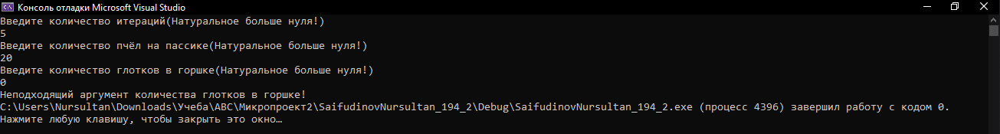 Консоль отладки Microsoft Visual Studio
Введите количество итераций(Натуральное больше нуля!)
5
Введите количество пчёл на пассике(Натуральное больше нуля!)
20
Введите количество глотков в горшке(Натуральное больше нуля!)
0
Неподходящий аргумент количества глотков в горшке!
C:\Users\Nursultan\Downloads\Учеба\АВС\Микропроект2\SaifudinovNursultan_194_2\Debug\SaifudinovNursultan_194_2.exe (процесс 4396) завершил работу с кодом 0.
Нажмите любую клавишу, чтобы закрыть это окно…